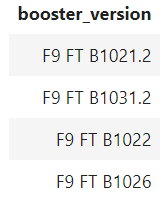 booster_version
F9 FT B1021.2
F9 FT B1031.2
F9 FT B1022
F9 FT B1026